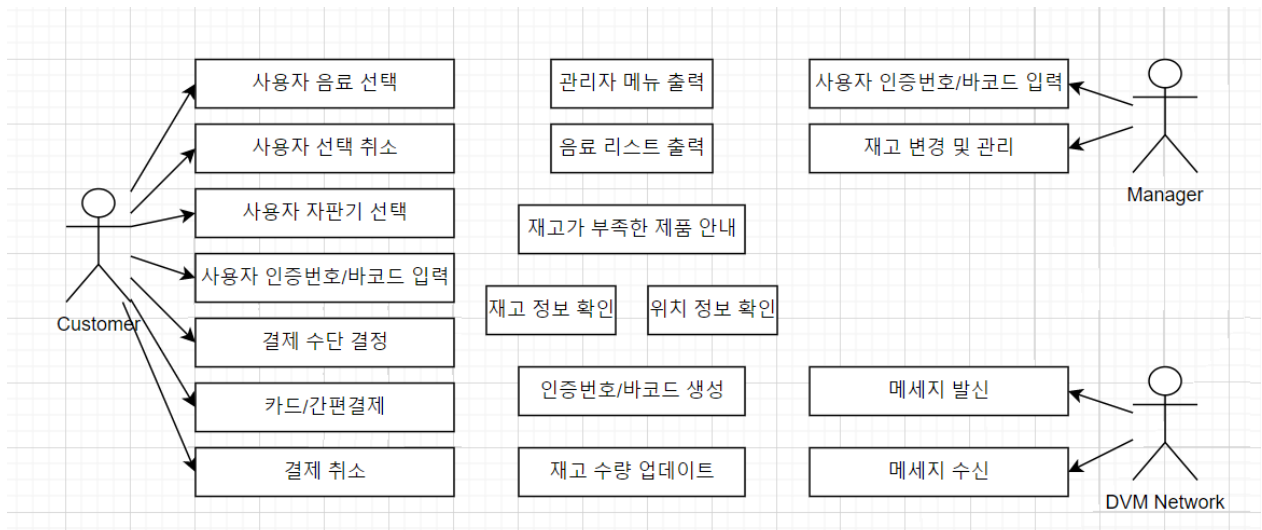 사용자 음료 선택
사용자 선택 취소
사용자 자판기 선택
사용자 인증번호/바코드 입력
결제 수단 결정
카드/간편결제
결제 취소
Customer
관리자 메뉴 출력
음료 리스트 출력
재고가 부족한 제품 안내
재고 정보 확인
위치 정보 확인
인증번호/바코드 생성
재고 수량 업데이트
사용자 인증번호/바코드 입력
재고 변경 및 관리
Manager
메세지 발신
메세지 수신
DVM Network